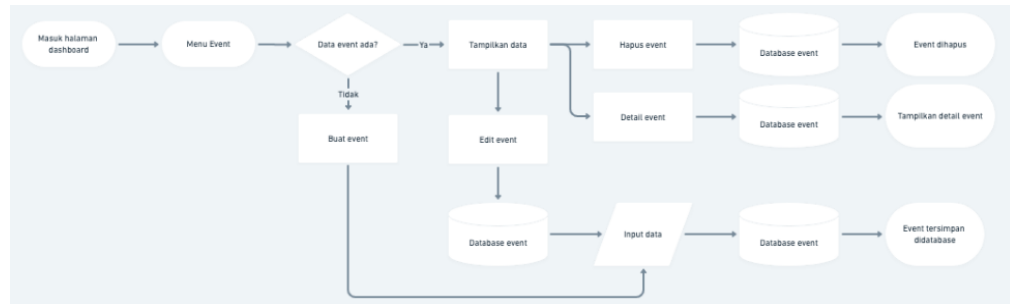 Masuk halaman
dashboard
Menu Event
Data event ada?
Ya
Tampilkan data
Hapus event
Database event
Event dihapus
Tidak
Detail event
Database event
Tampilkan detail event
Buat event
Edit event
Database event
Input data
Database event
Event tersimpan
didatabase